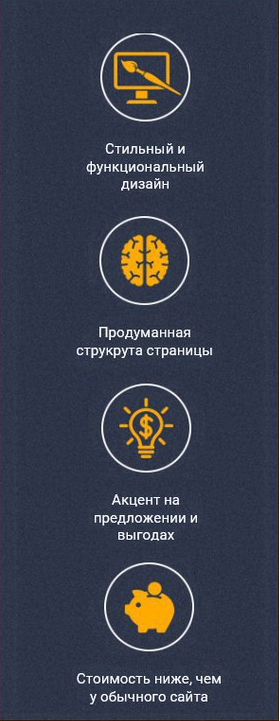 Стильный и
функциональный
дизайн
Продуманная
струкрута страницы
Акцент на
предложении и
выгодах
Стоимость ниже, чем
у обычного сайта